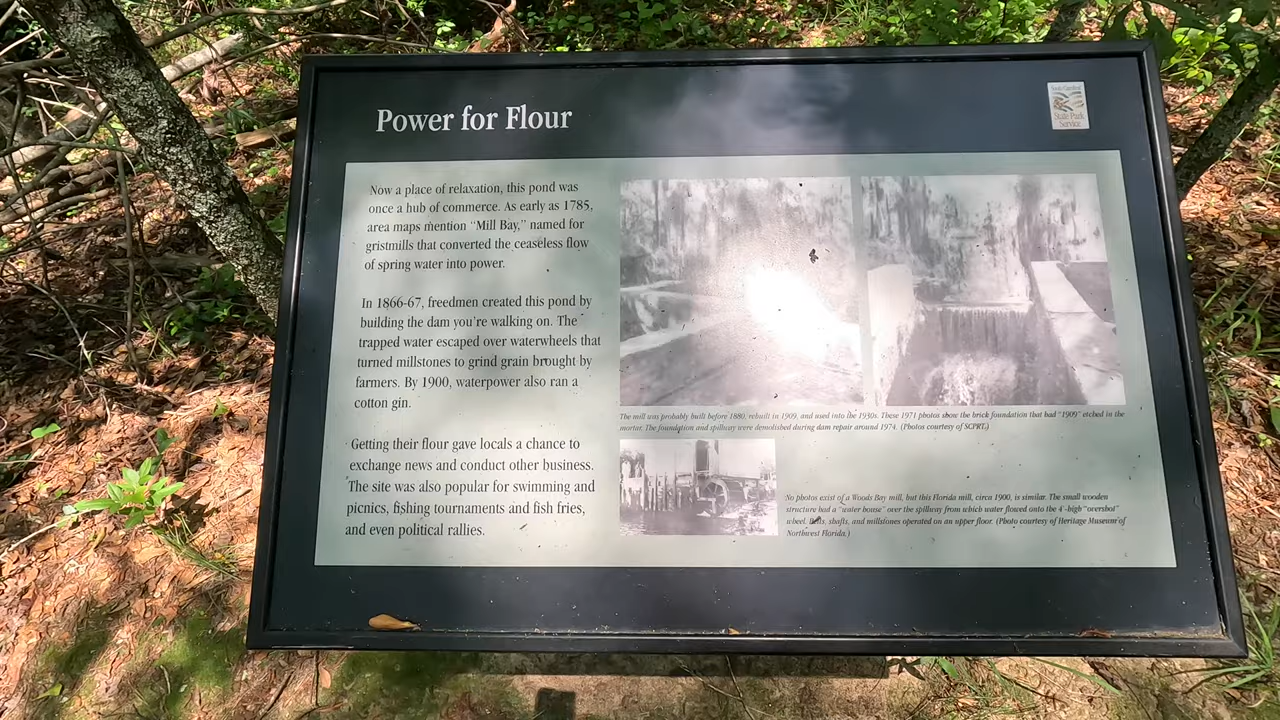 Power for Flour
South Carolina
State Park
Service
Now a place of relaxation, this pond was
once a hub of commerce. As early as 1785,
area maps mention “Mill Bay,” named for
gristmills that converted the ceaseless flow
of spring water into power.
In 1866-67, freedmen created this pond by
building the dam you’re walking on. The
trapped water escaped over waterwheels that
turned millstones to grind grain brought by
farmers. By 1900, waterpower also ran a
cotton gin.
Getting their flour gave locals a chance to
exchange news and conduct other business.
The site was also popular for swimming and
picnics, fishing tournaments and fish fries,
and even political rallies.
The mill was probably built before 1880, rebuilt in 1909, and used into the 1930s. These 1971 photos show the brick foundation that had "1909" etched in the
mortar. The foundation and spillway were demolished during dam repair around 1974. (Photos courtesy of SCPRT.)
No photos exist of a Woods Bay mill, but this Florida mill, circa 1900, is similar. The small wooden
structure had a "water house" over the spillway from which water flowed onto the 4'-high "overshot"
wheel. Belts, shafts, and millstones operated on an upper floor. (Photo courtesy of Heritage Museum of
Northwest Florida.)